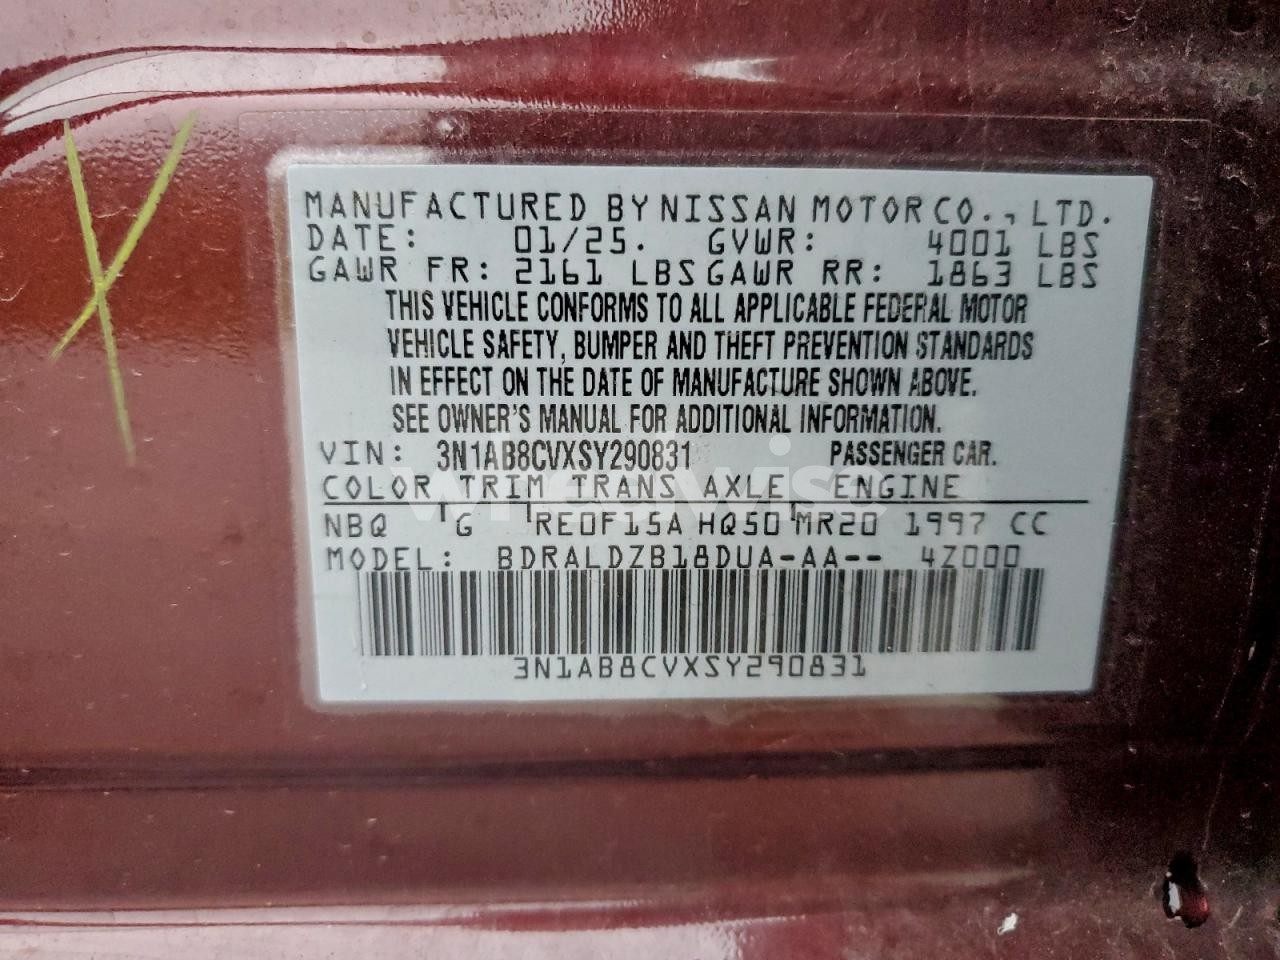 MANUFACTURED BY NISSAN MOTOR CO., LTD.
DATE: 01/25. GVWR: 4001 LBS
GAWR FR: 2161 LBS GAWR RR: 1863 LBS
THIS VEHICLE CONFORMS TO ALL APPLICABLE FEDERAL MOTOR
VEHICLE SAFETY, BUMPER AND THEFT PREVENTION STANDARDS
IN EFFECT ON THE DATE OF MANUFACTURE SHOWN ABOVE.
SEE OWNER'S MANUAL FOR ADDITIONAL INFORMATION.
VIN: 3N1AB8CVXSY290831 PASSENGER CAR.
COLOR TRIM TRANS AXLE ENGINE
NBQ G RE0F15A HQ50 MR20 1997 CC
MODEL: BDRALDZB18DUA-AA-- 4Z000
3N1AB8CVXSY290831